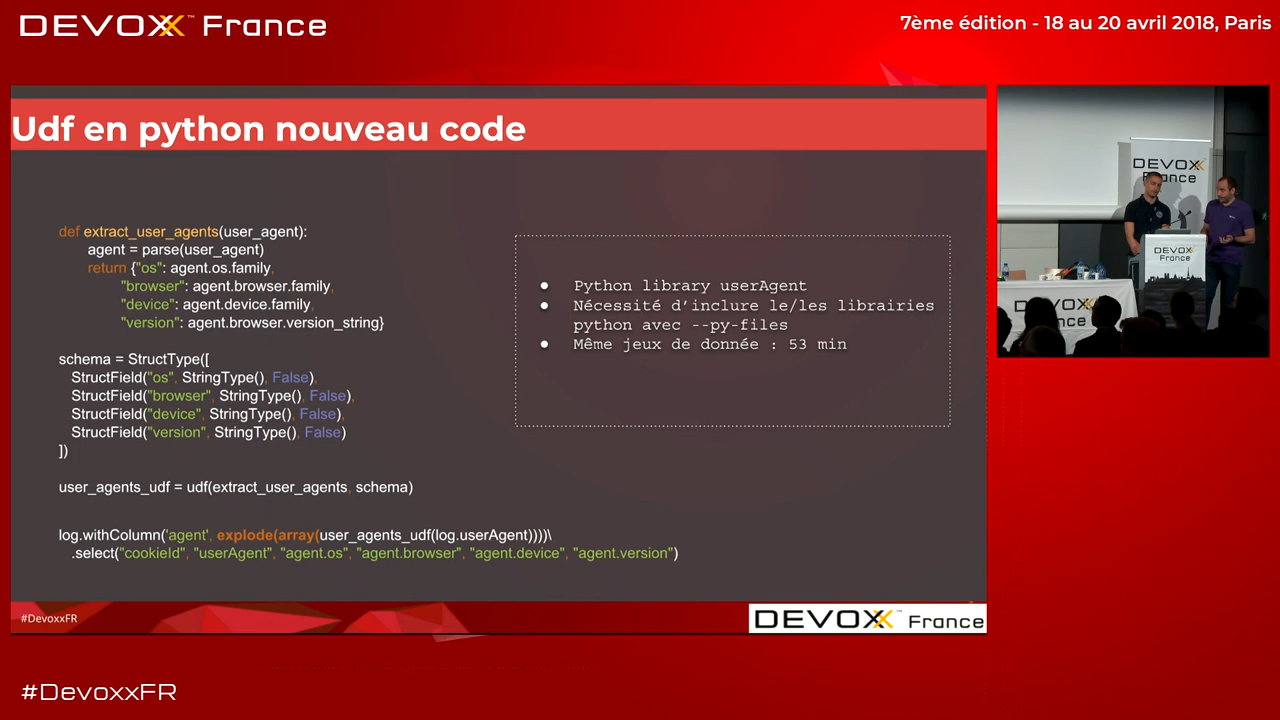 DEVOXX™ France
7ème édition - 18 au 20 avril 2018, Paris
Udf en python nouveau code
def extract_user_agents(user_agent):
agent = parse(user_agent)
return {"os": agent.os.family,
"browser": agent.browser.family,
"device": agent.device.family,
"version": agent.browser.version_string}
schema = StructType([
StructField("os", StringType(), False),
StructField("browser", StringType(), False),
StructField("device", StringType(), False),
StructField("version", StringType(), False)
])
user_agents_udf = udf(extract_user_agents, schema)
log.withColumn('agent', explode(array(user_agents_udf(log.userAgent))))\
.select("cookieId", "userAgent", "agent.os", "agent.browser", "agent.device", "agent.version")
● Python library userAgent
● Nécessité d'inclure le/les librairies
python avec --py-files
● Même jeux de donnée : 53 min
DEVOXX
France
DEVOXX
France
DEVOXX
France
#DevoxxFR
DEVOXX™ France
#DevoxxFR